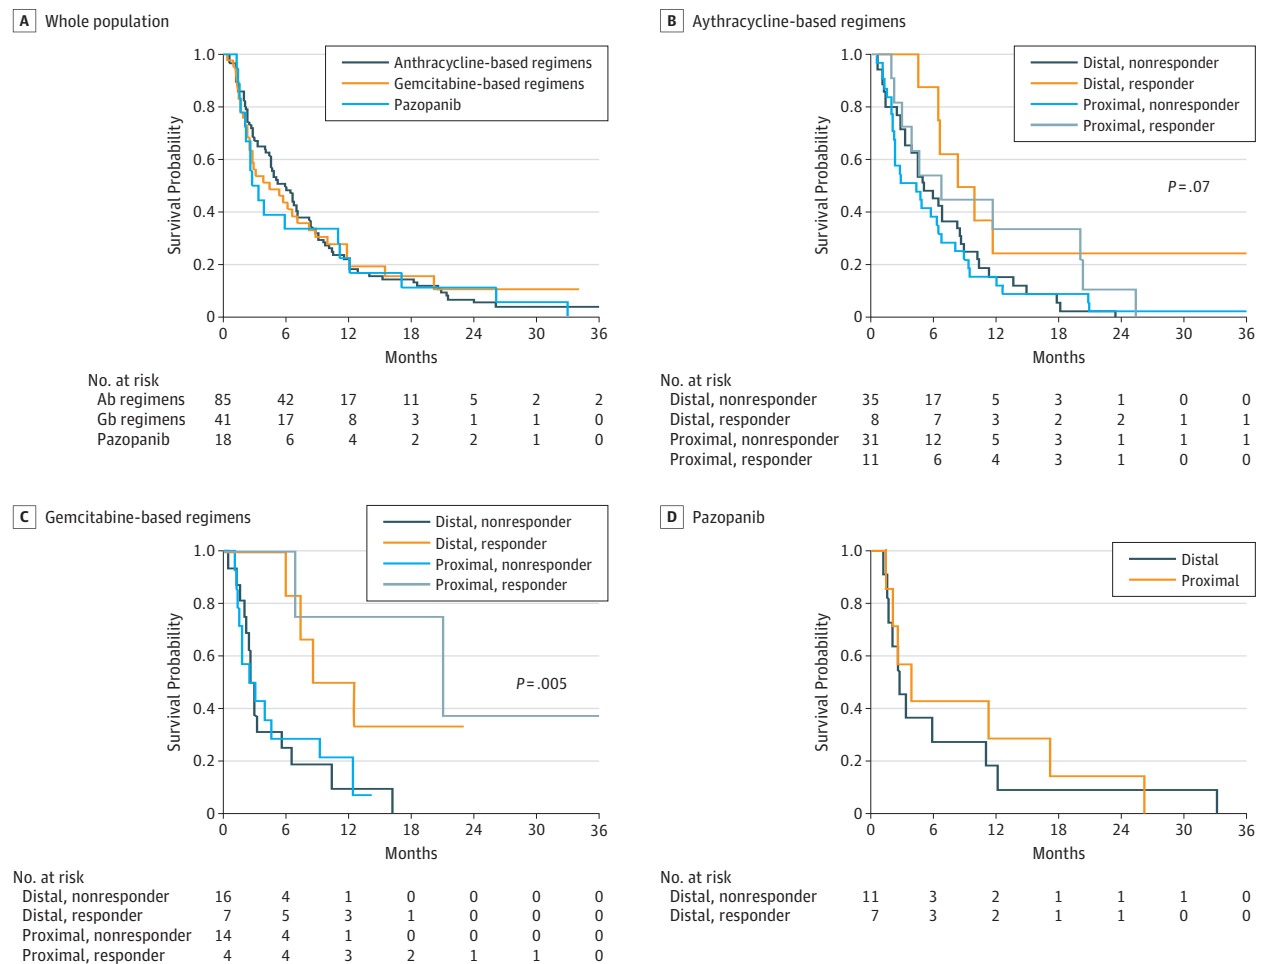 A Whole population
1.0
0.8
0.6
0.4
0.2
0
Survival Probability
Anthracycline-based regimens
Gemcitabine-based regimens
Pazopanib
0 6 12 18 24 30 36
Months
No. at risk
Ab regimens 85 42 17 11 5 2 2
Gb regimens 41 17 8 3 1 1 0
Pazopanib 18 6 4 2 2 1 0
B Aythracycline-based regimens
1.0
0.8
0.6
0.4
0.2
0
Survival Probability
Distal, nonresponder
Distal, responder
Proximal, nonresponder
Proximal, responder
P = .07
0 6 12 18 24 30 36
Months
No. at risk
Distal, nonresponder 35 17 5 3 1 0 0
Distal, responder 8 7 3 2 2 1 1
Proximal, nonresponder 31 12 5 3 1 1 1
Proximal, responder 11 6 4 3 1 0 0
C Gemcitabine-based regimens
1.0
0.8
0.6
0.4
0.2
0
Survival Probability
Distal, nonresponder
Distal, responder
Proximal, nonresponder
Proximal, responder
P = .005
0 6 12 18 24 30 36
Months
No. at risk
Distal, nonresponder 16 4 1 0 0 0 0
Distal, responder 7 5 3 1 0 0 0
Proximal, nonresponder 14 4 1 0 0 0 0
Proximal, responder 4 4 3 2 1 1 0
D Pazopanib
1.0
0.8
0.6
0.4
0.2
0
Survival Probability
Distal
Proximal
0 6 12 18 24 30 36
Months
No. at risk
Distal, nonresponder 11 3 2 1 1 1 0
Distal, responder 7 3 2 1 1 0 0